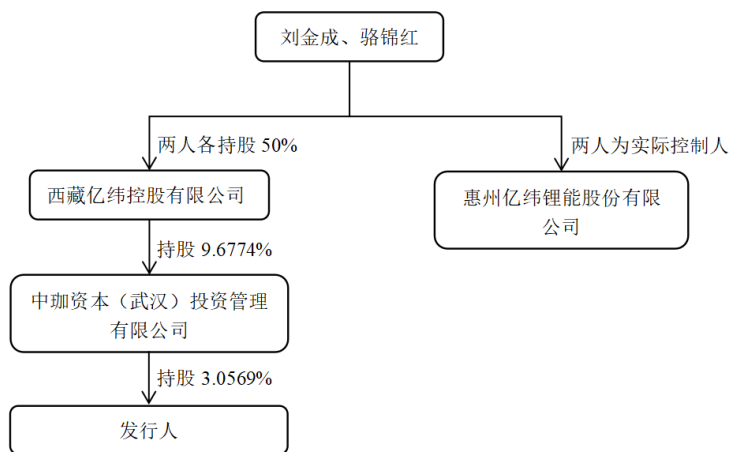 刘金成、骆锦红
两人各持股 50%
两人为实际控制人
西藏亿纬控股有限公司
惠州亿纬锂能股份有限
公司
持股 9.6774%
中珈资本（武汉）投资管理
有限公司
持股 3.0569%
发行人